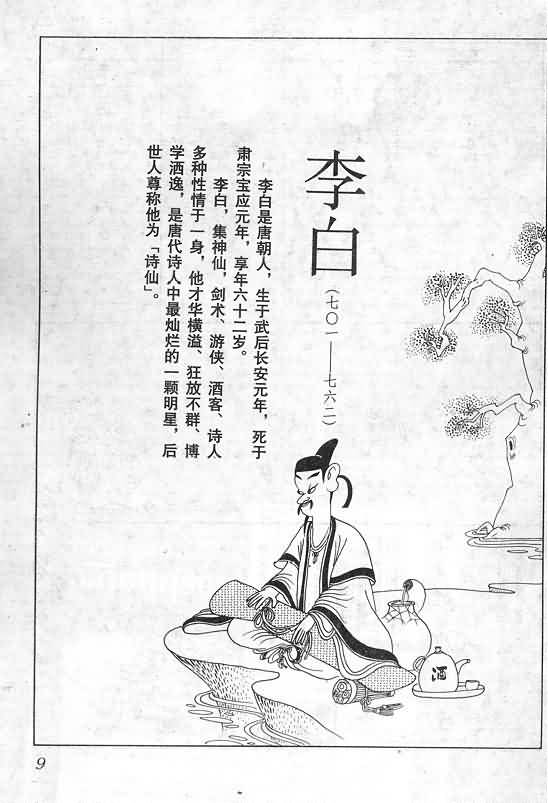 李白
(七〇一——七六二)
李白是唐朝人，生于武后长安元年，死于
肃宗宝应元年，享年六十二岁。
李白，集神仙，剑术、游侠、酒客、诗人
多种性情于一身，他才华横溢、狂放不群、博
学洒逸，是唐代诗人中最灿烂的一颗明星，后
世人尊称他为「诗仙」。
酒
9